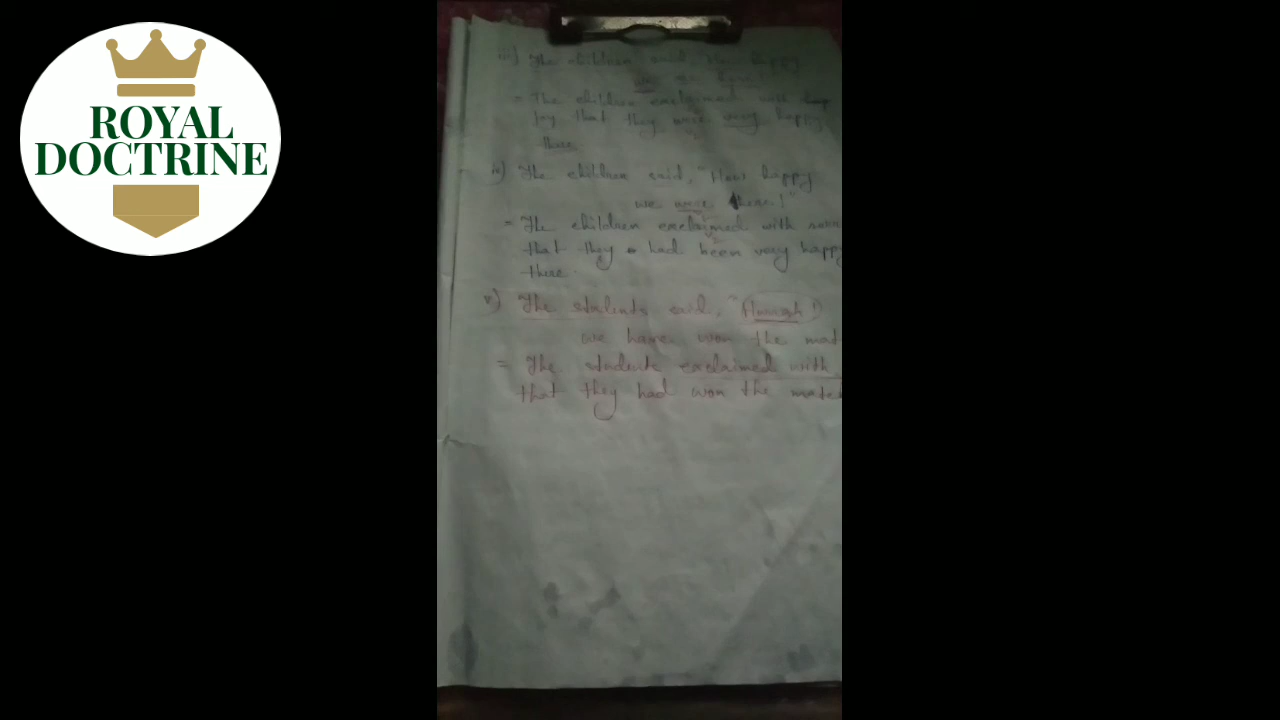 ROYAL
DOCTRINE
iii) The children said, "How happy
we are here!"
= The children exclaimed with
joy that they were very happy
there
iv) The children said, "How happy
we were here!"
= The children exclaimed with
that they had been very happy
there.
v) The students said, "Hurrah!)
we have won the mat
= The students exclaimed with
that they had won the matc